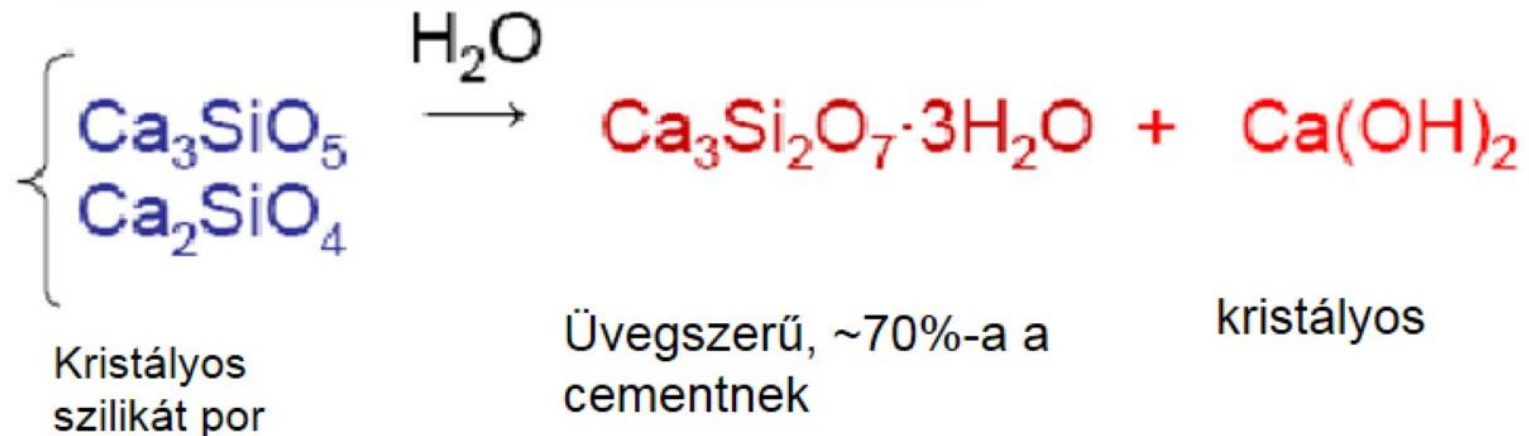 H₂O
Ca₃SiO₅ → Ca₃Si₂O₇·3H₂O + Ca(OH)₂
Ca₂SiO₄
Kristályos
szilikát por
Üvegszerű, ~70%-a a
cementnek
kristályos